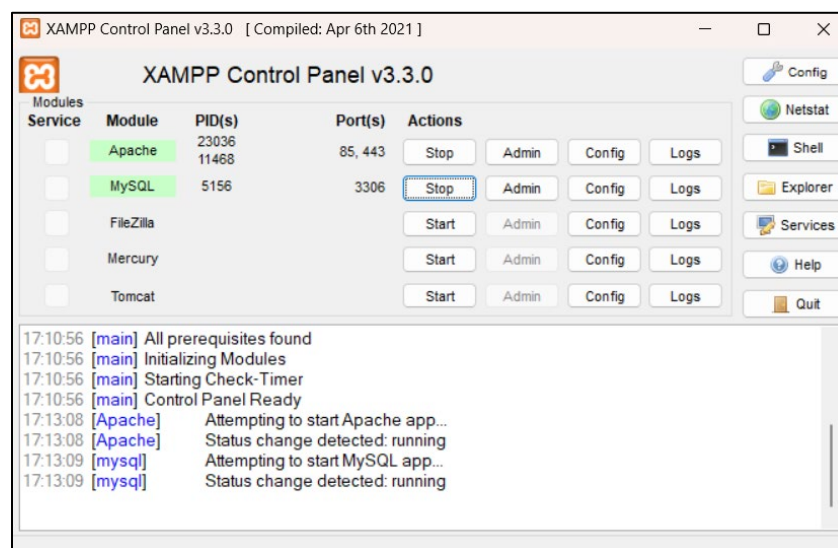 XAMPP Control Panel v3.3.0 [ Compiled: Apr 6th 2021 ]
XAMPP Control Panel v3.3.0
Config
Modules
Service Module PID(s) Port(s) Actions
Netstat
Apache 23036 11468 85, 443 Stop Admin Config Logs
Shell
MySQL 5156 3306 Stop Admin Config Logs
Explorer
FileZilla Start Admin Config Logs
Services
Mercury Start Admin Config Logs
Help
Tomcat Start Admin Config Logs
Quit
17:10:56 [main] All prerequisites found
17:10:56 [main] Initializing Modules
17:10:56 [main] Starting Check-Timer
17:10:56 [main] Control Panel Ready
17:13:08 [Apache] Attempting to start Apache app...
17:13:08 [Apache] Status change detected: running
17:13:09 [mysql] Attempting to start MySQL app...
17:13:09 [mysql] Status change detected: running